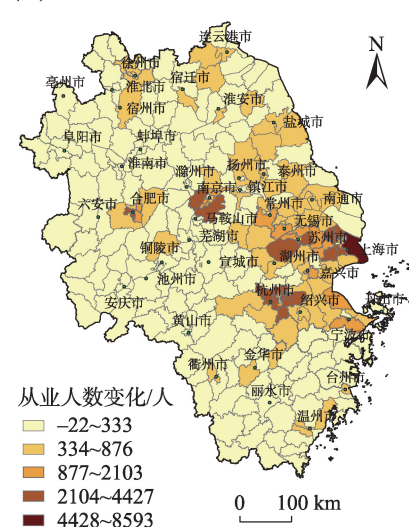 N
连云港市
徐州市
宿迁市
亳州市
淮北市
宿州市
淮安市
盐城市
阜阳市
蚌埠市
淮南市
滁州市
扬州市
泰州市
南京市
镇江市
六安市
合肥市
常州市
南通市
马鞍山市
无锡市
芜湖市
苏州市
上海市
铜陵市
宣城市
湖州市
池州市
嘉兴市
安庆市
杭州市
绍兴市
黄山市
宁波市
衢州市
金华市
丽水市
台州市
温州市
从业人数变化/人
–22~333
334~876
877~2103
2104~4427
4428~8593
0 100 km